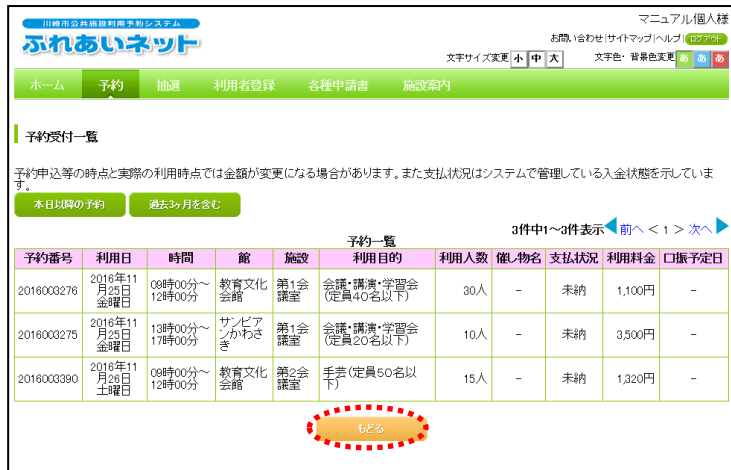 マニュアル個人様
川崎市公共施設利用予約システム
ふれあいネット
お問い合わせ|サイトマップ|ヘルプ|ログアウト
文字サイズ変更 小 中 大 文字色・背景色変更 あ あ あ
ホーム 予約 抽選 利用者登録 各種申請書 施設案内
予約受付一覧
予約申込等の時点と実際の利用時点では金額が変更になる場合があります。また支払状況はシステムで管理している入金状態を示していま
す。
本日以降の予約 過去3ヶ月を含む
3件中1～3件表示 前へ < 1 > 次へ
予約一覧
予約番号 利用日 時間 館 施設 利用目的 利用人数 催し物名 支払状況 利用料金 口振予定日
2016003276 2016年11月25日金曜日 09時00分～12時00分 教育文化会館 第1会議室 会議・講演・学習会(定員40名以下) 30人 - 未納 1,100円 -
2016003275 2016年11月25日金曜日 13時00分～17時00分 サンピアンかわさき 第1会議室 会議・講演・学習会(定員20名以下) 10人 - 未納 3,500円 -
2016003390 2016年11月26日土曜日 09時00分～12時00分 教育文化会館 第2会議室 手芸(定員50名以下) 15人 - 未納 1,320円 -
もどる